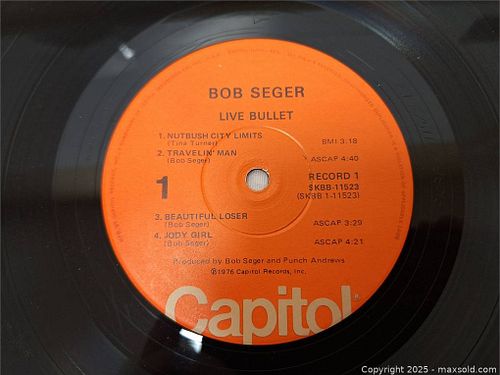 BOB SEGER
LIVE BULLET
1. NUTBUSH CITY LIMITS
(Tina Turner)
BMI 3:18
2. TRAVELIN' MAN
(Bob Seger)
ASCAP 4:40
1
RECORD 1
SKBB-11523
(SKBB 1-11523)
3. BEAUTIFUL LOSER
(Bob Seger)
ASCAP 3:29
4. JODY GIRL
(Bob Seger)
ASCAP 4:21
Produced by Bob Seger and Punch Andrews
℗1976 Capitol Records, Inc.
Capitol
Copyright 2025 - maxsold.com